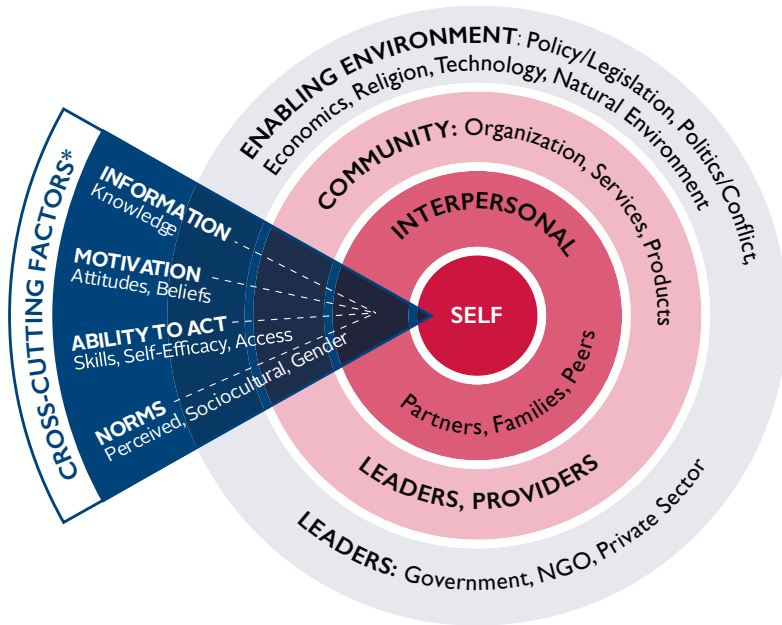 CROSS-CUTTING FACTORS*
INFORMATION
Knowledge
MOTIVATION
Attitudes, Beliefs
ABILITY TO ACT
Skills, Self-Efficacy, Access
NORMS
Perceived, Sociocultural, Gender
ENABLING ENVIRONMENT: Policy/Legislation, Politics/Conflict,
Economics, Religion, Technology, Natural Environment
COMMUNITY: Organization, Services, Products
INTERPERSONAL
SELF
Partners, Families, Peers
LEADERS, PROVIDERS
LEADERS: Government, NGO, Private Sector